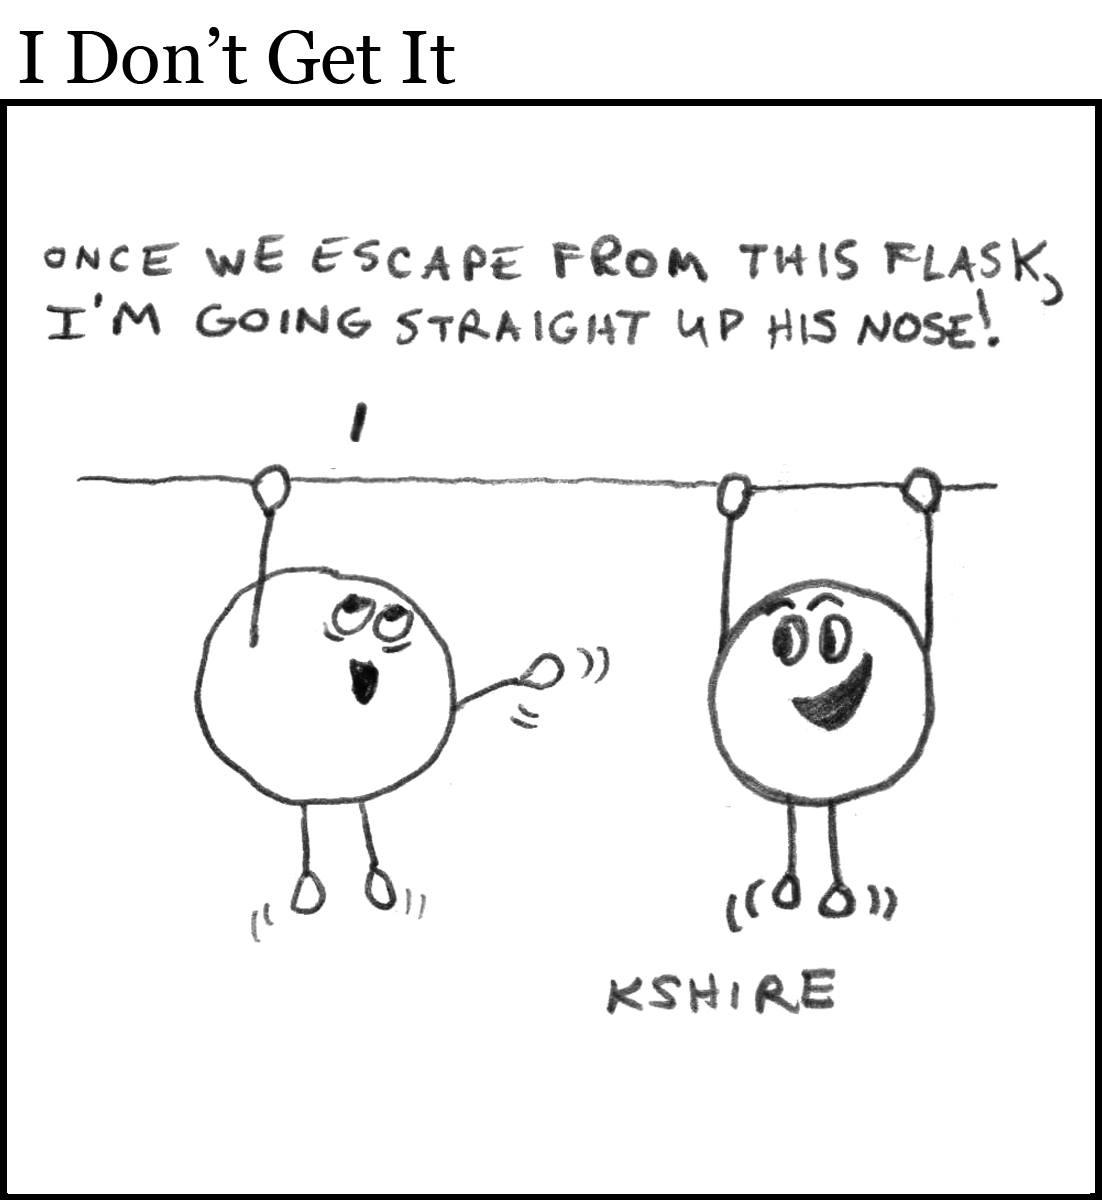 I Don’t Get It
ONCE WE ESCAPE FROM THIS FLASK,
I'M GOING STRAIGHT UP HIS NOSE!
KSHIRE